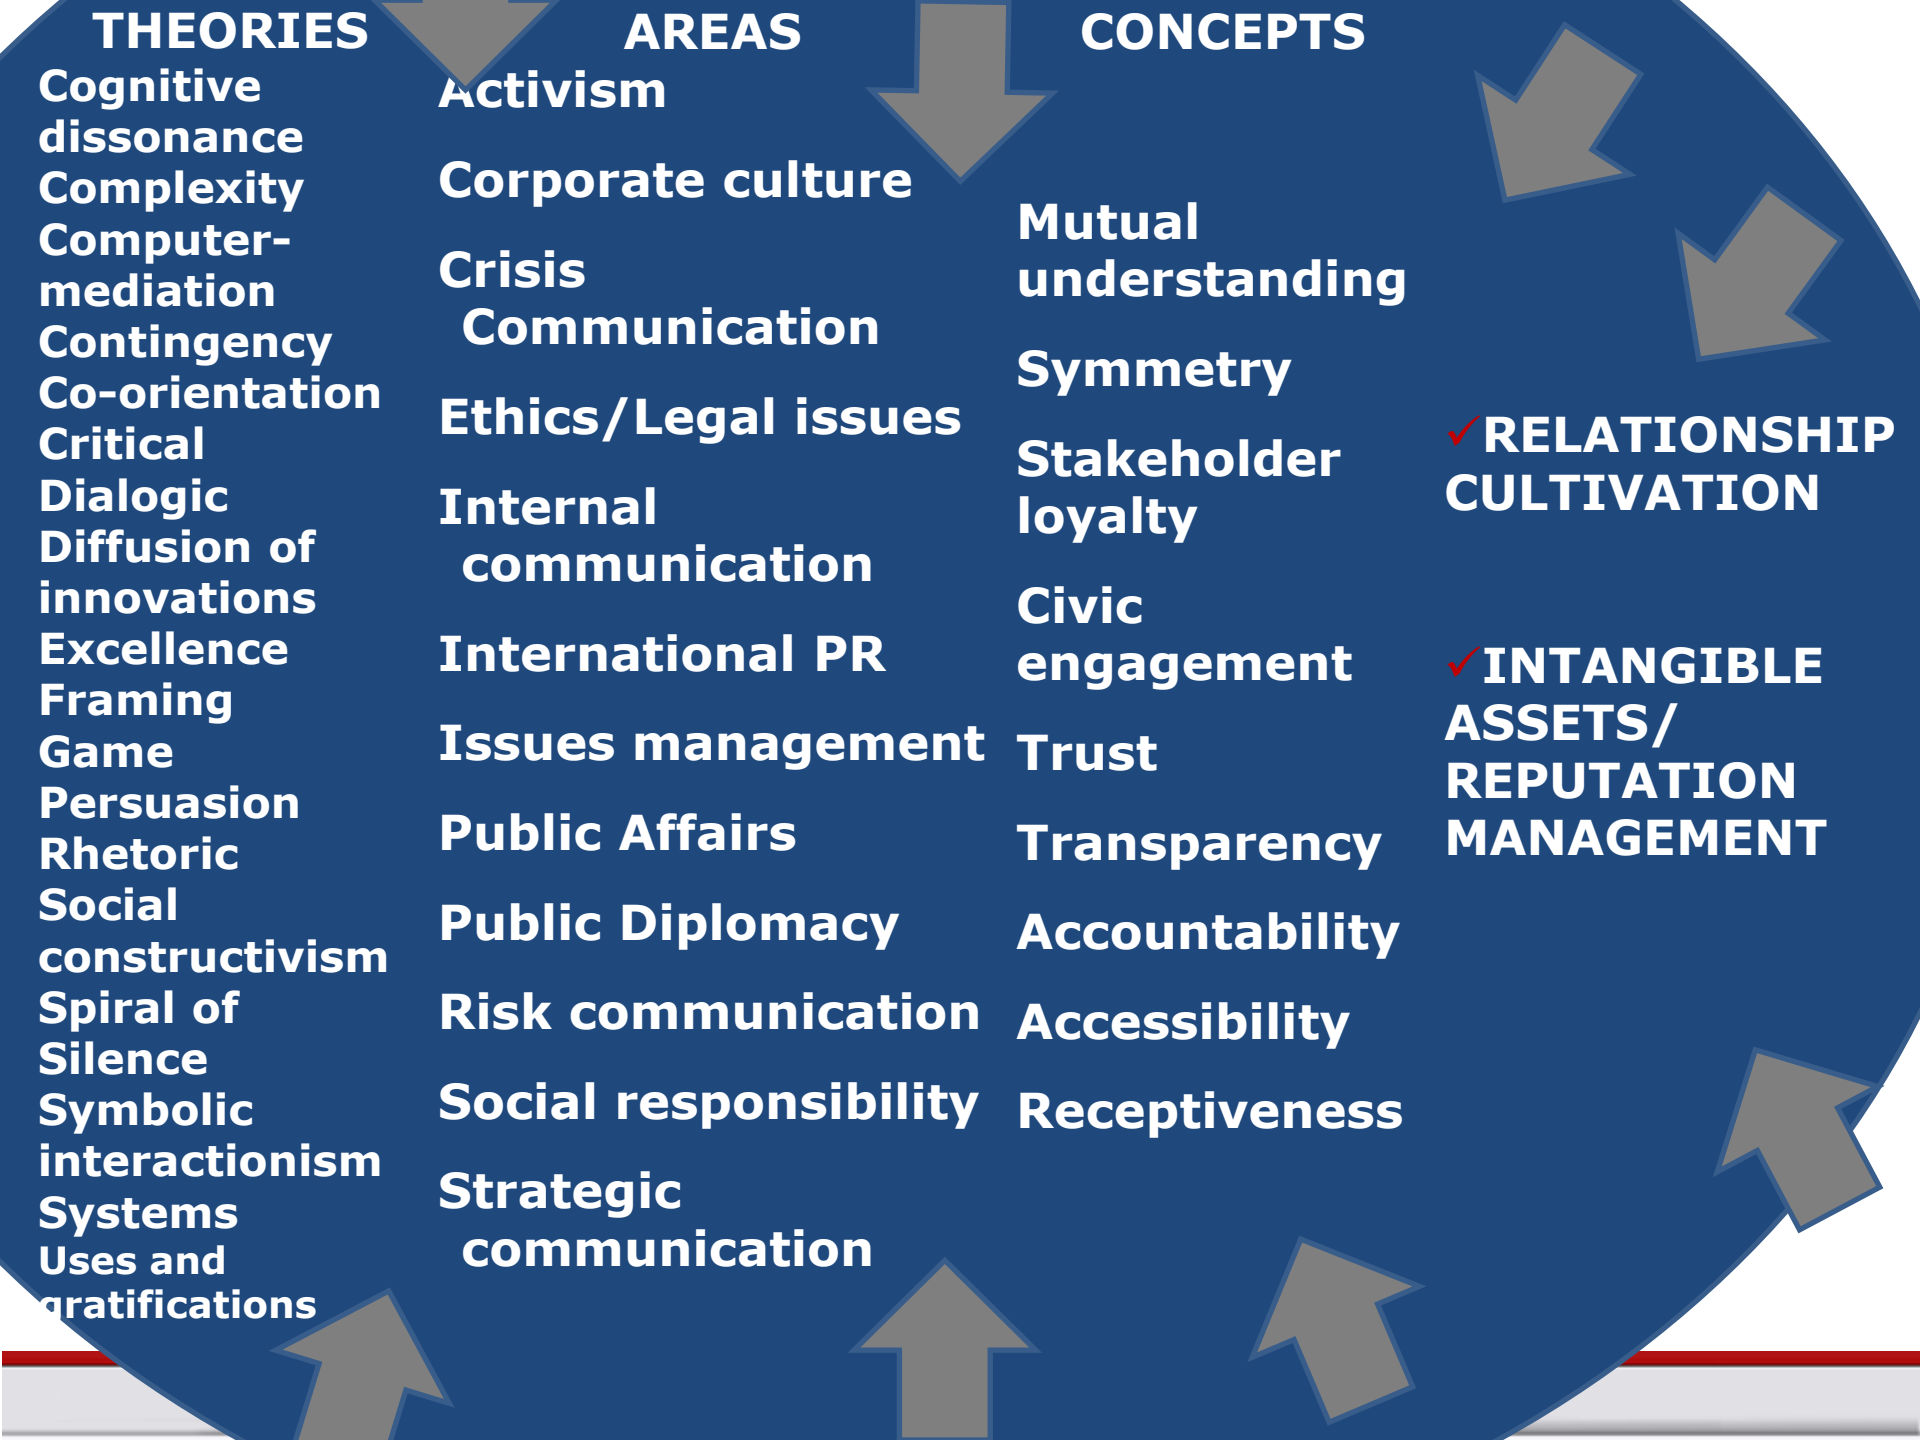 THEORIES
Cognitive
dissonance
Complexity
Computer–
mediation
Contingency
Co–orientation
Critical
Dialogic
Diffusion of
innovations
Excellence
Framing
Game
Persuasion
Rhetoric
Social
constructivism
Spiral of
Silence
Symbolic
interactionism
Systems
Uses and
gratifications
AREAS
Activism
Corporate culture
Crisis
Communication
Ethics/Legal issues
Internal
communication
International PR
Issues management
Public Affairs
Public Diplomacy
Risk communication
Social responsibility
Strategic
communication
CONCEPTS
Mutual
understanding
Symmetry
Stakeholder
loyalty
Civic
engagement
Trust
Transparency
Accountability
Accessibility
Receptiveness
✓RELATIONSHIP
CULTIVATION
✓INTANGIBLE
ASSETS/
REPUTATION
MANAGEMENT